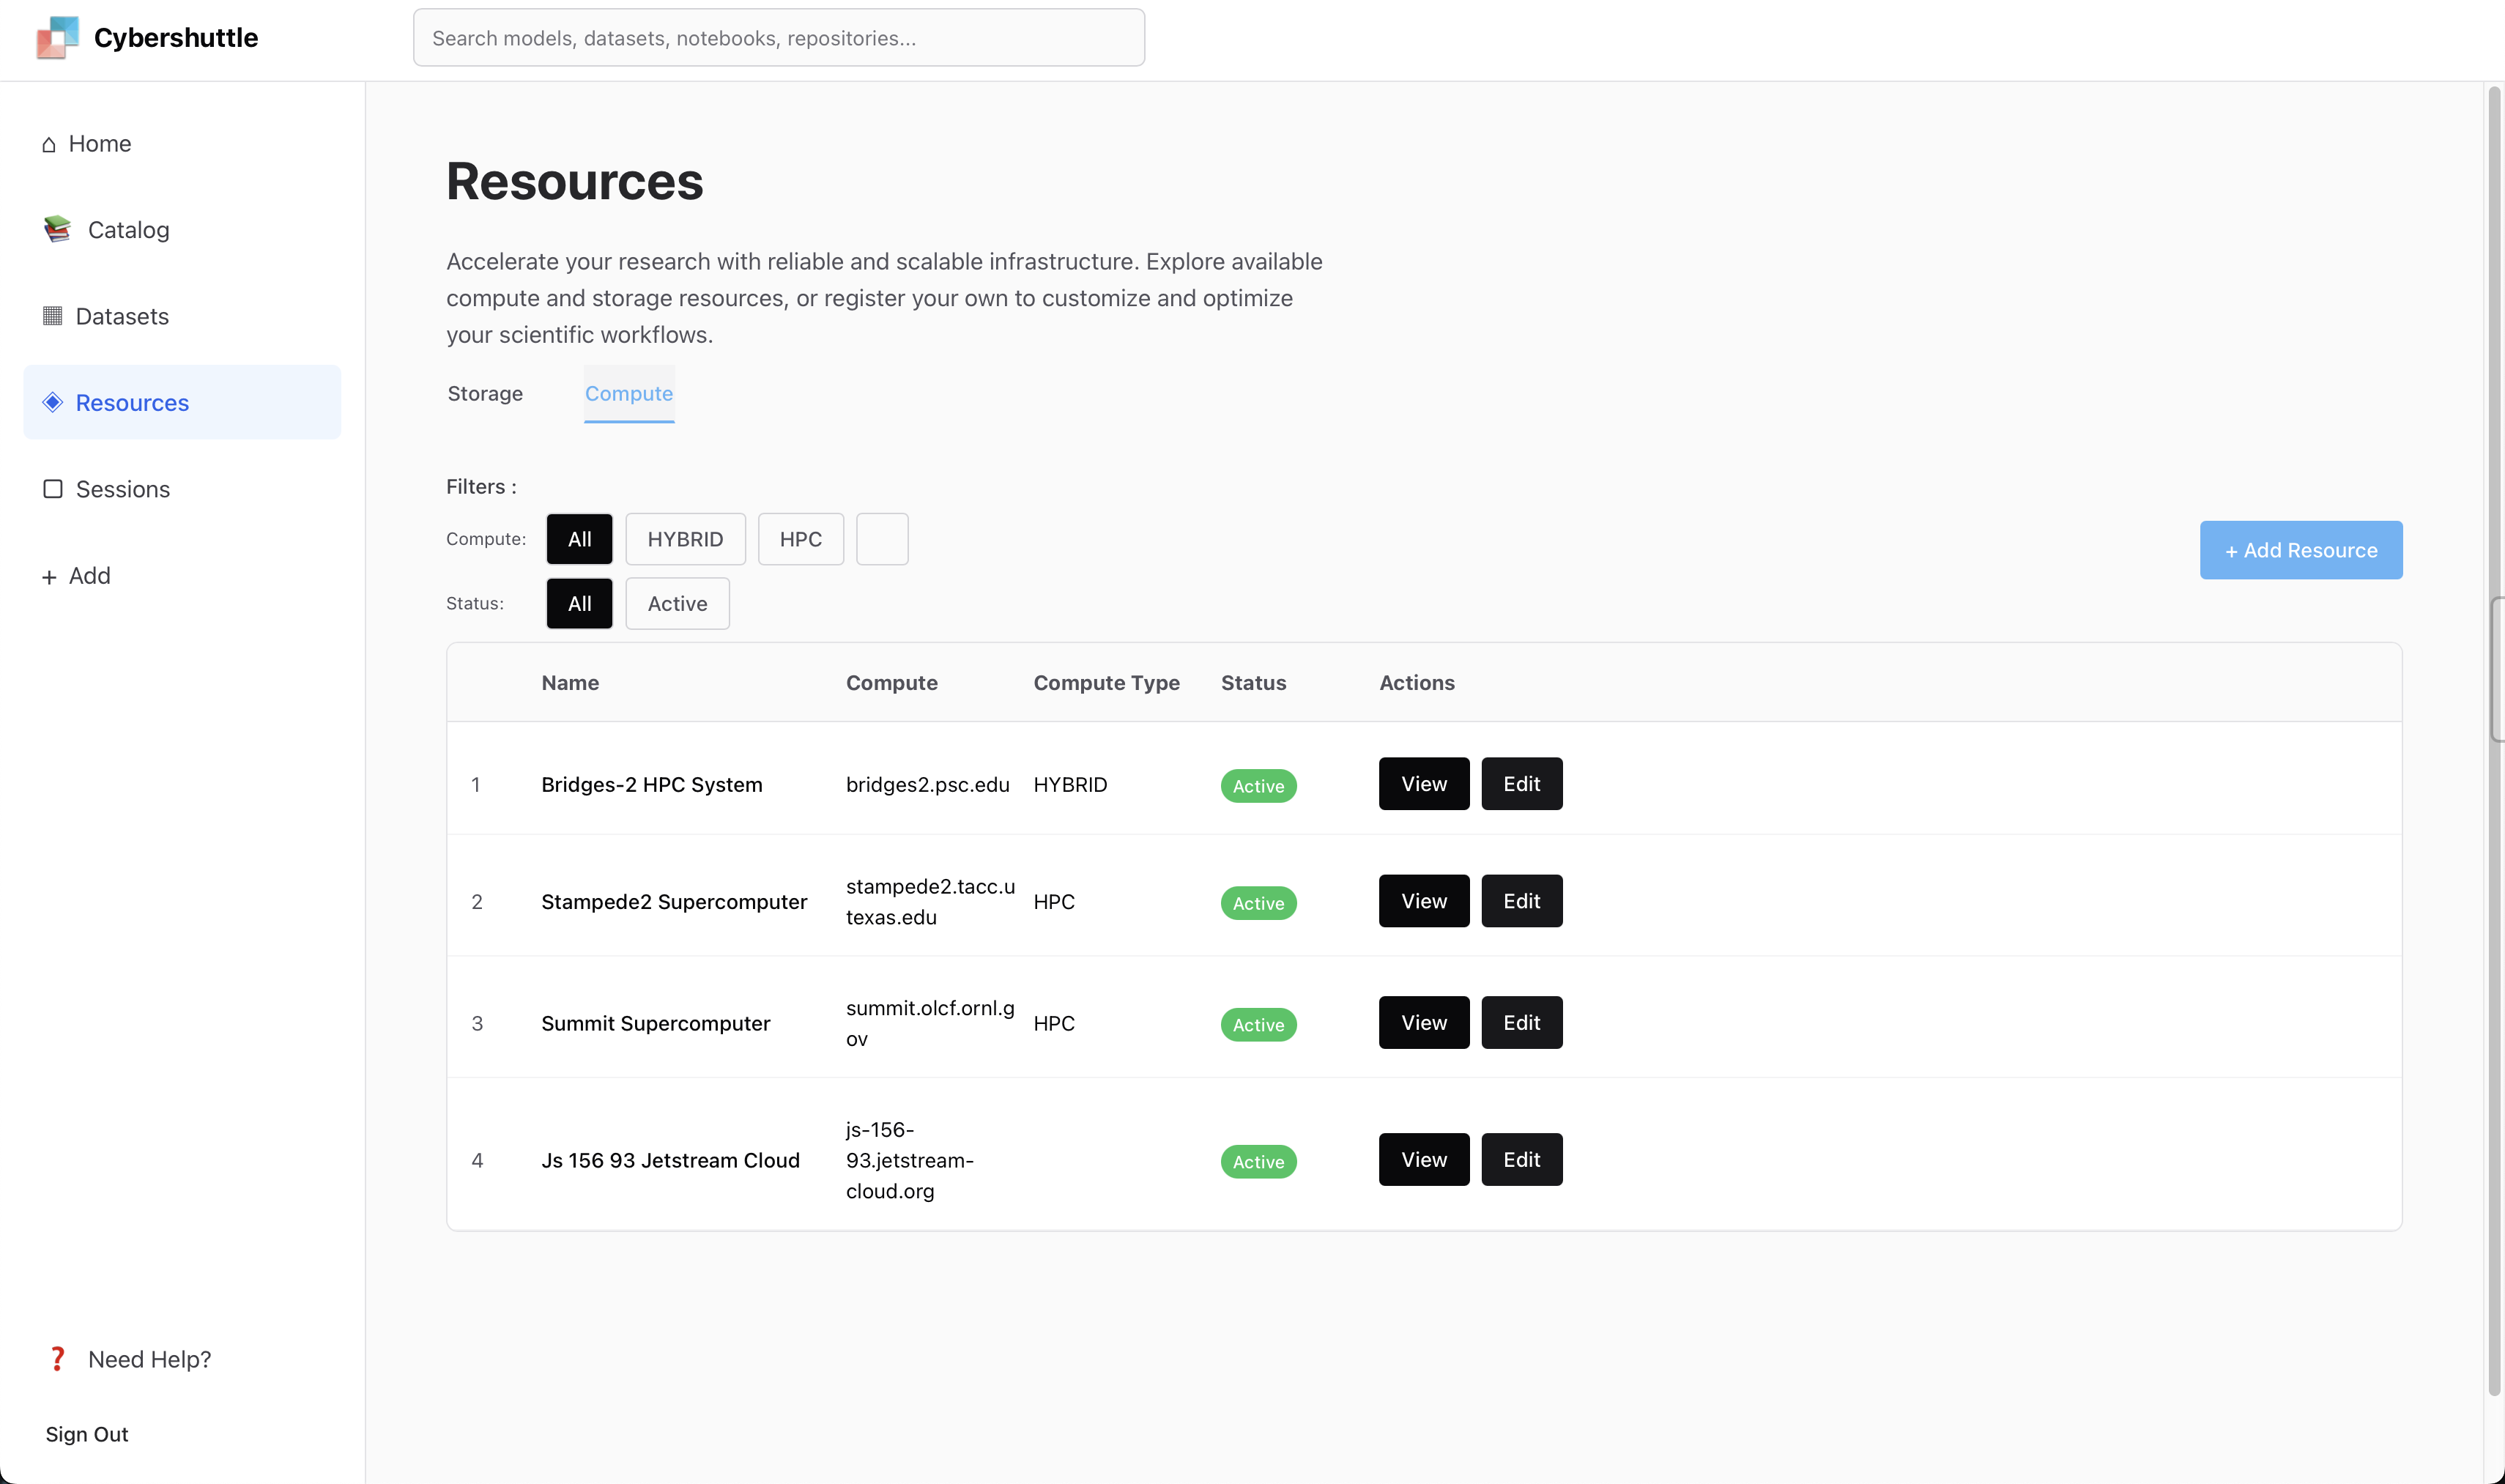 Cybershuttle
Search models, datasets, notebooks, repositories...
Home
Catalog
Datasets
Resources
Sessions
+ Add
Need Help?
Sign Out
Resources
Accelerate your research with reliable and scalable infrastructure. Explore available
compute and storage resources, or register your own to customize and optimize
your scientific workflows.
Storage Compute
Filters :
Compute: All HYBRID HPC
Status: All Active
+ Add Resource
Name Compute Compute Type Status Actions
1 Bridges-2 HPC System bridges2.psc.edu HYBRID Active View Edit
2 Stampede2 Supercomputer stampede2.tacc.u
texas.edu HPC Active View Edit
3 Summit Supercomputer summit.olcf.ornl.g
ov HPC Active View Edit
4 Js 156 93 Jetstream Cloud js-156-
93.jetstream-
cloud.org Active View Edit